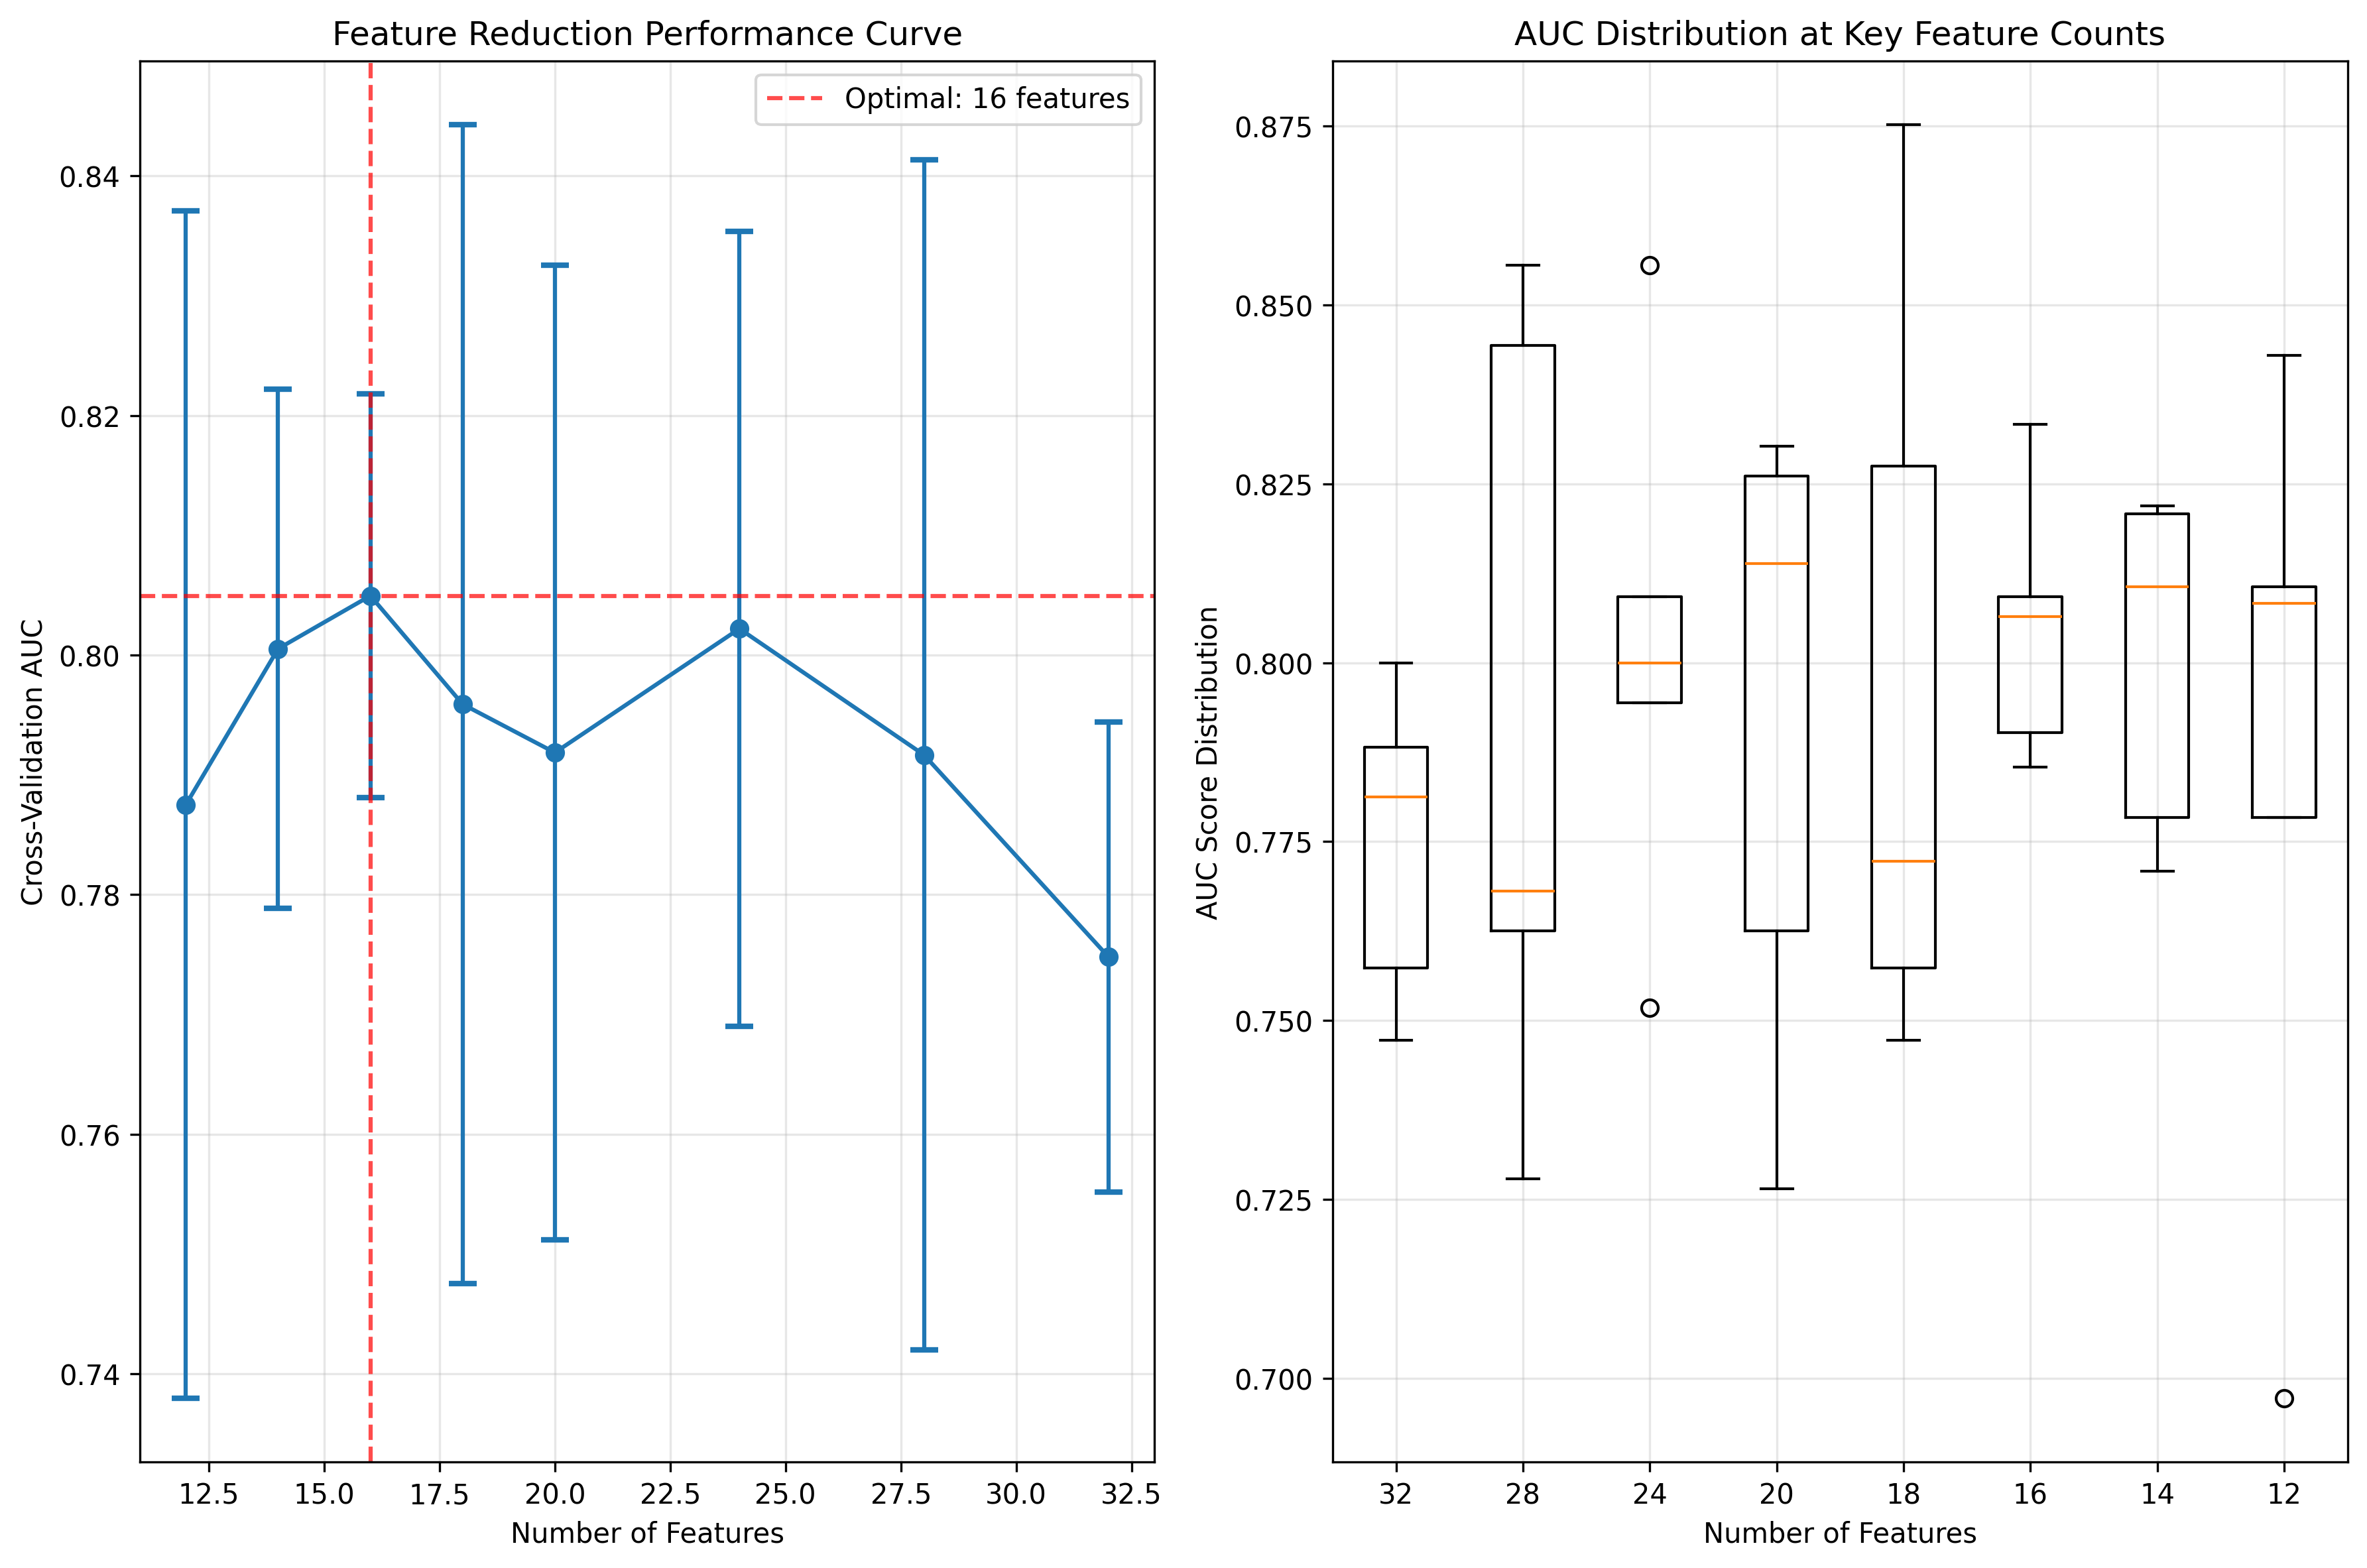 Feature Reduction Performance Curve
Optimal: 16 features
0.84
0.82
0.80
0.78
0.76
0.74
Cross-Validation AUC
12.5 15.0 17.5 20.0 22.5 25.0 27.5 30.0 32.5
Number of Features
AUC Distribution at Key Feature Counts
0.875
0.850
0.825
0.800
0.775
0.750
0.725
0.700
AUC Score Distribution
32 28 24 20 18 16 14 12
Number of Features